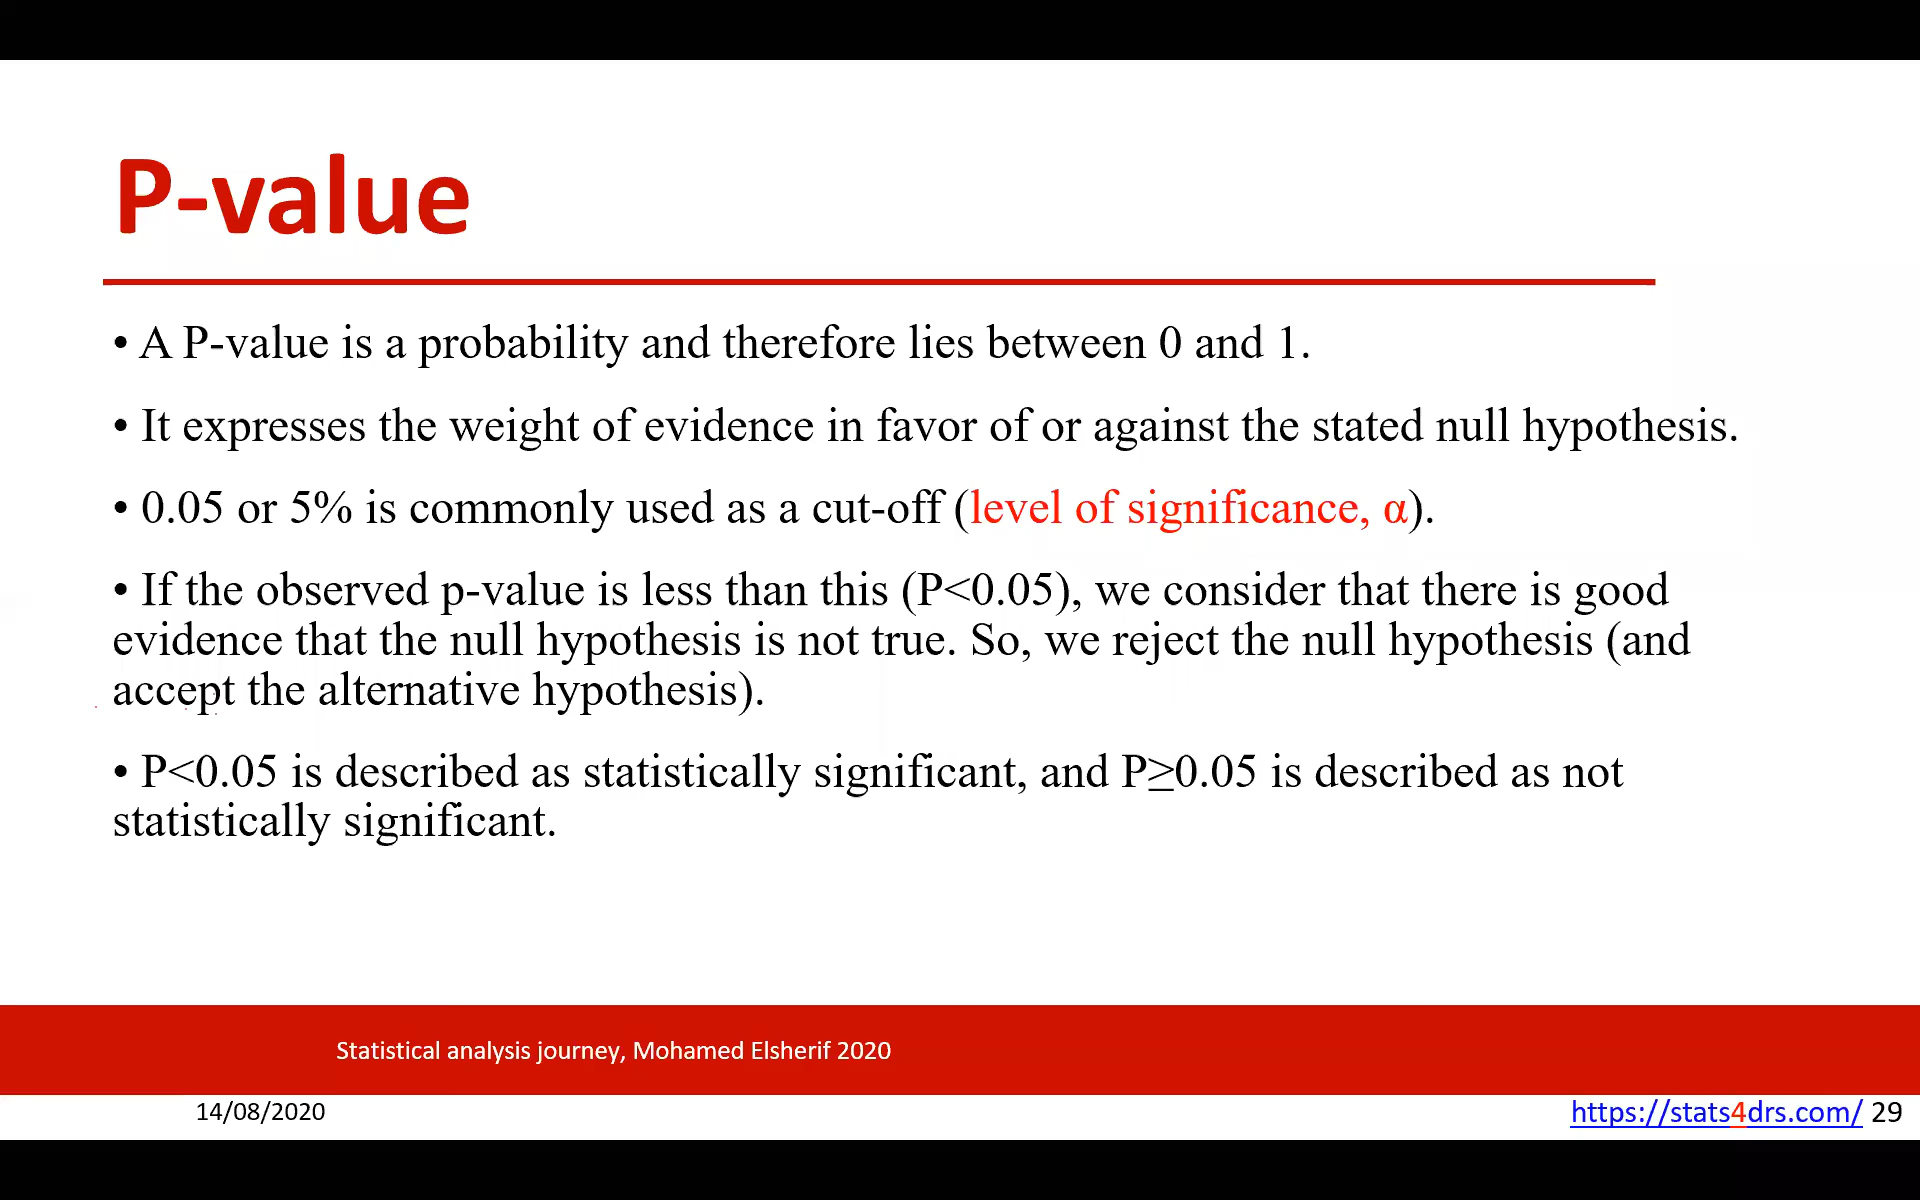 P-value
• A P-value is a probability and therefore lies between 0 and 1.
• It expresses the weight of evidence in favor of or against the stated null hypothesis.
• 0.05 or 5% is commonly used as a cut-off (level of significance, α).
• If the observed p-value is less than this (P<0.05), we consider that there is good
evidence that the null hypothesis is not true. So, we reject the null hypothesis (and
accept the alternative hypothesis).
• P<0.05 is described as statistically significant, and P≥0.05 is described as not
statistically significant.
Statistical analysis journey, Mohamed Elsherif 2020
14/08/2020
https://stats4drs.com/ 29